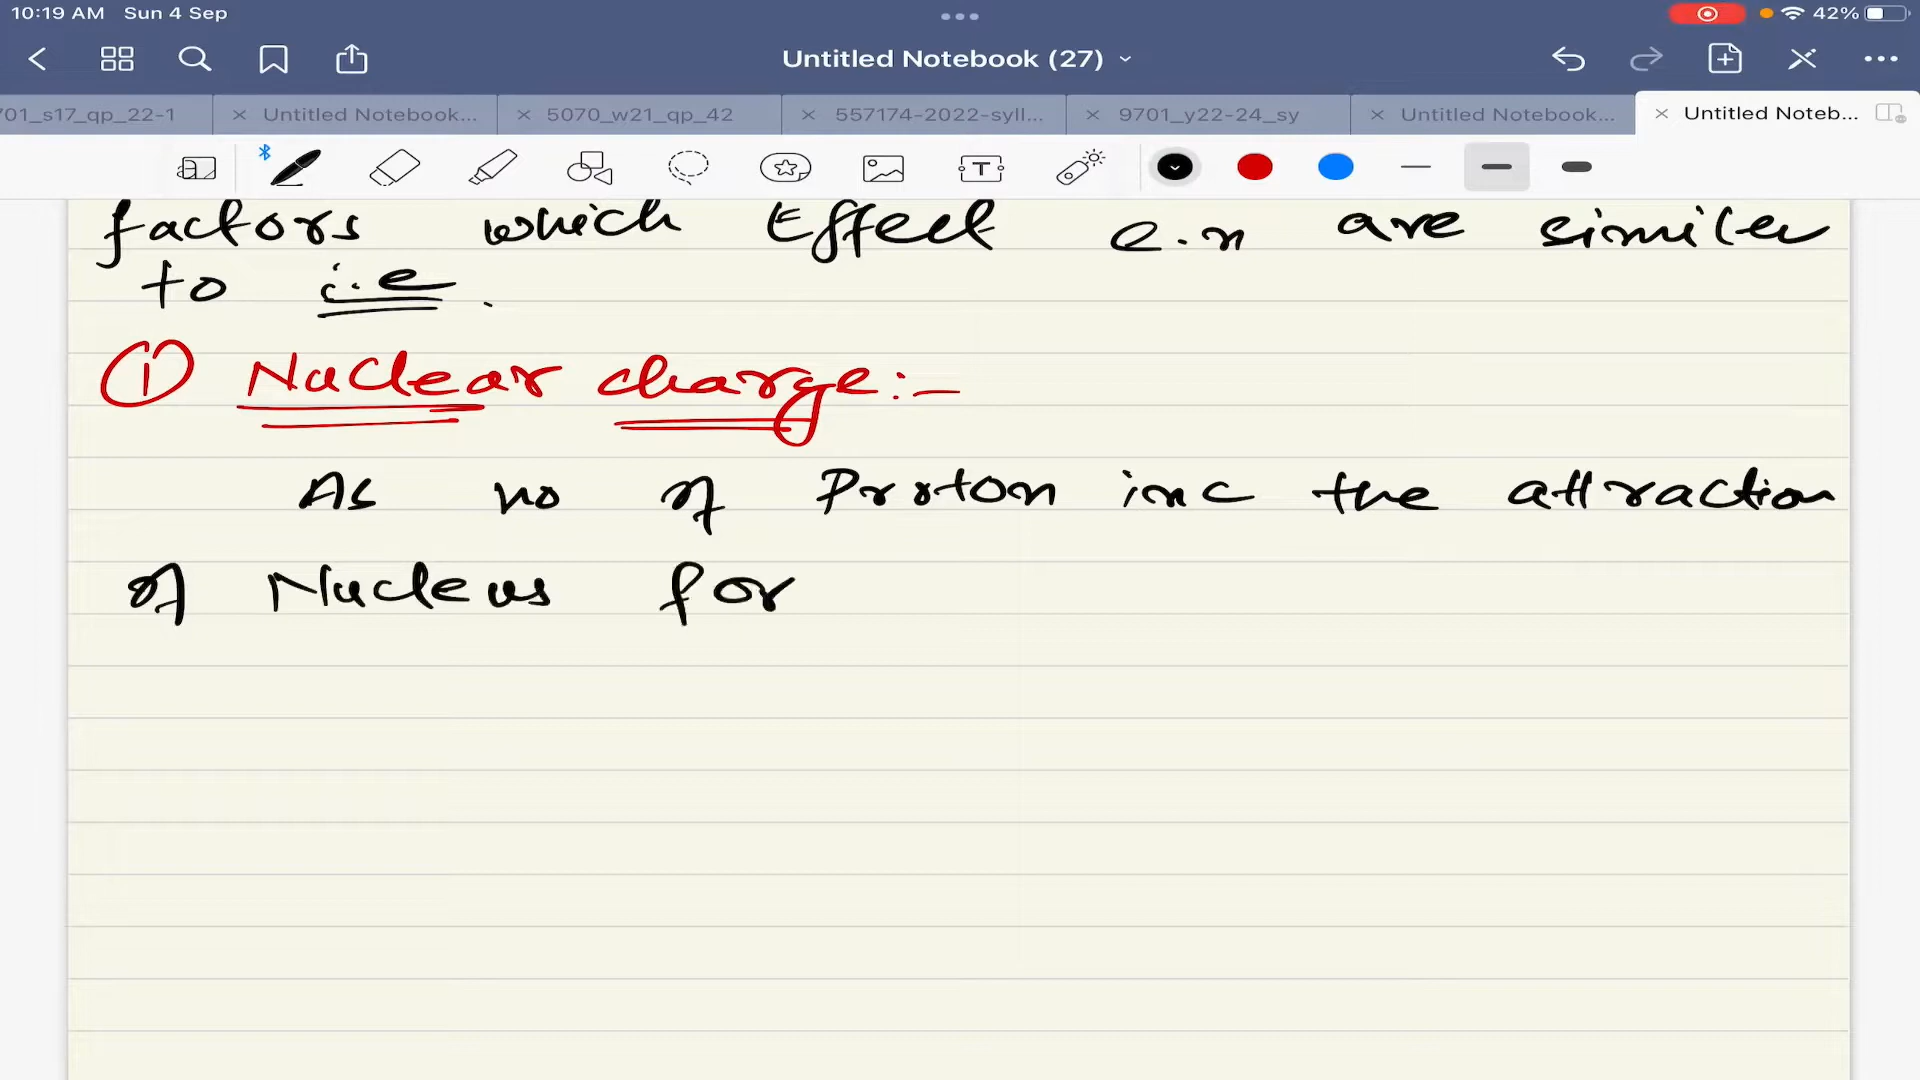 10:19 AM Sun 4 Sep
42%
Untitled Notebook (27)
701_s17_qp_22-1
Untitled Notebook...
5070_w21_qp_42
557174-2022-syll...
9701_y22-24_sy
Untitled Notebook...
Untitled Noteb...
factors which Effect e.n are similer
to i.e.
① Nuclear charge:-
As no of Proton inc the attraction
of Nucleus for